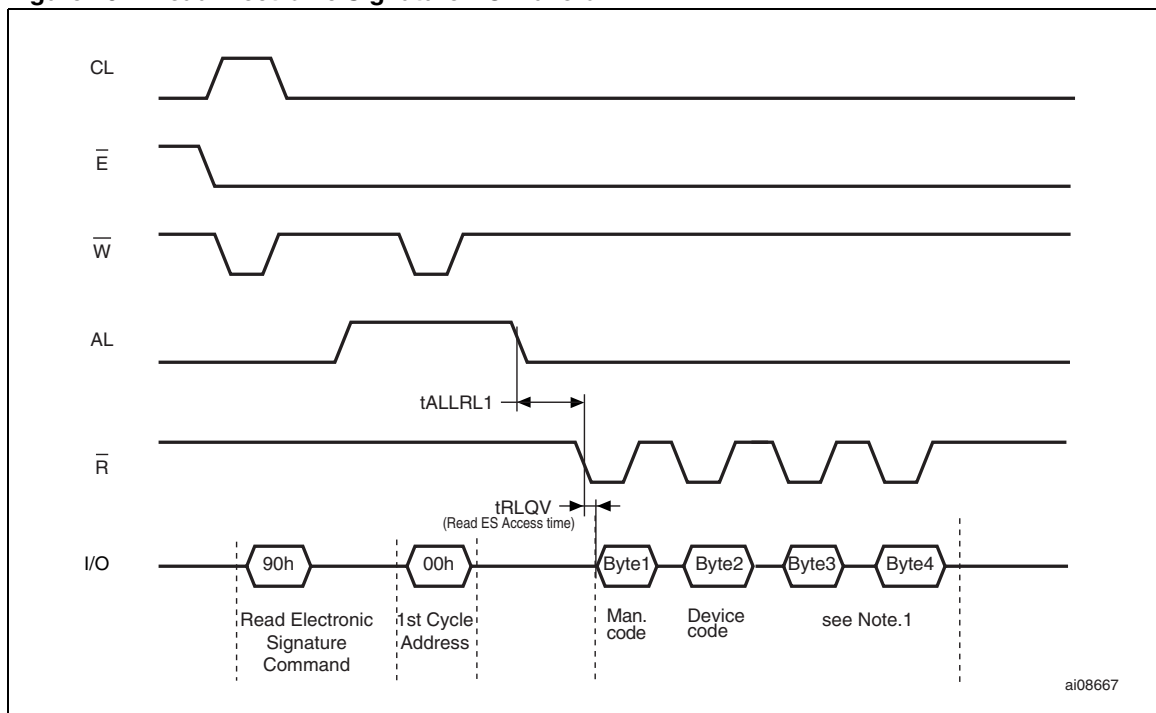 CL
E
W
AL
tALLRL1
R
tRLQV
(Read ES Access time)
I/O
90h
00h
Byte1
Byte2
Byte3
Byte4
Read Electronic
Signature
Command
1st Cycle
Address
Man.
code
Device
code
see Note.1
ai08667